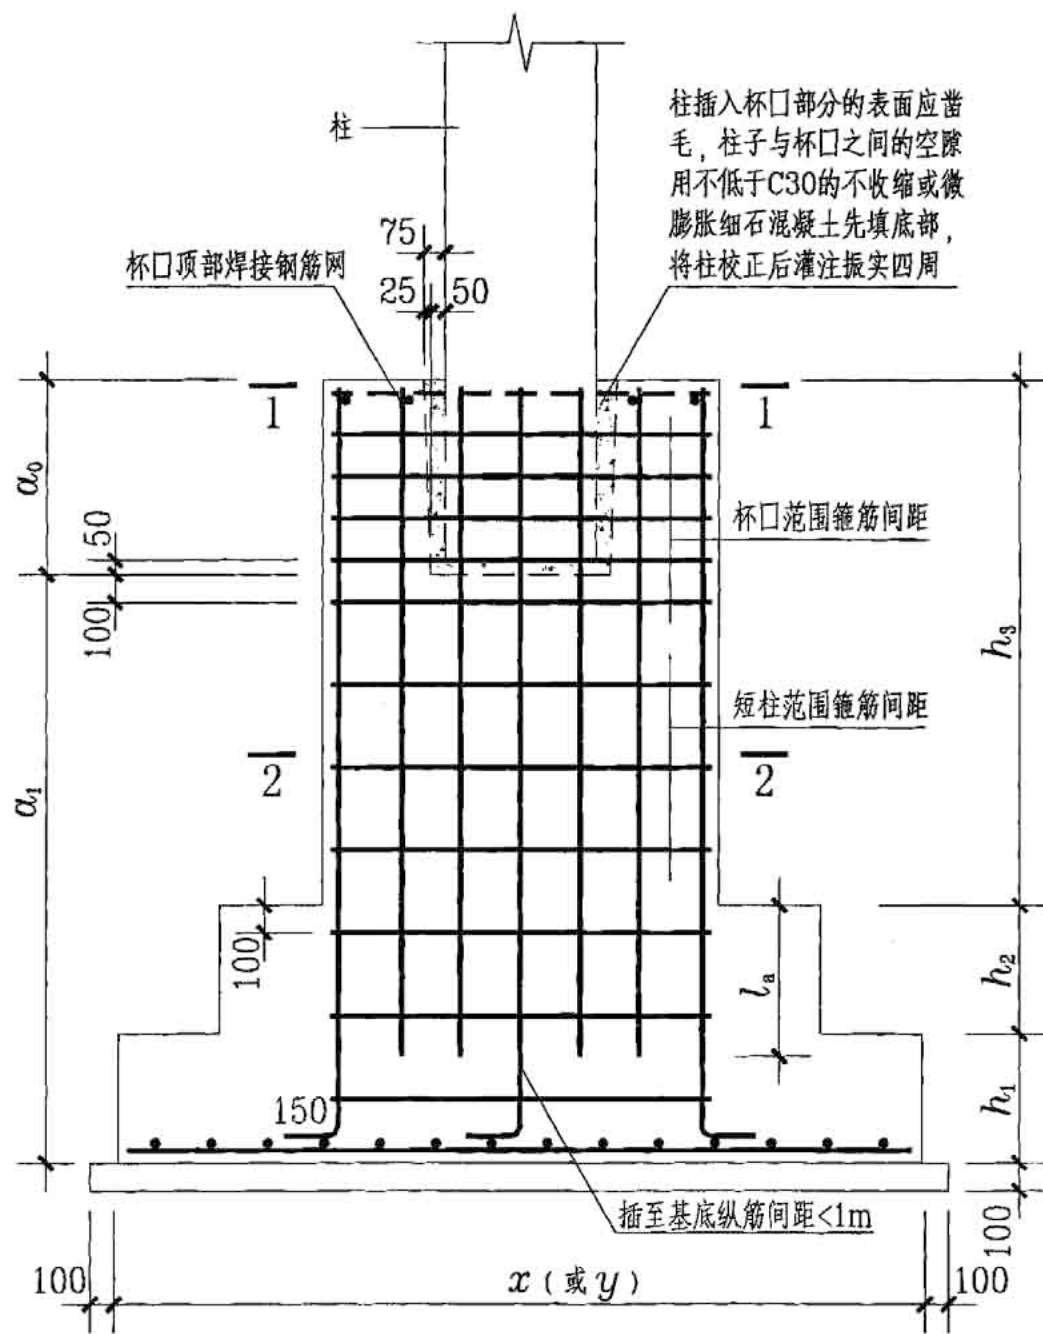 柱
柱插入杯口部分的表面应凿
毛，柱子与杯口之间的空隙
用不低于C30的不收缩或微
膨胀细石混凝土先填底部，
将柱校正后灌注振实四周
75
杯口顶部焊接钢筋网
25
50
1
1
a₀
杯口范围箍筋间距
50
100
h₃
短柱范围箍筋间距
2
2
a₁
100
lₐ
h₂
150
h₁
插至基底纵筋间距<1m
100
100
x（或y）
100